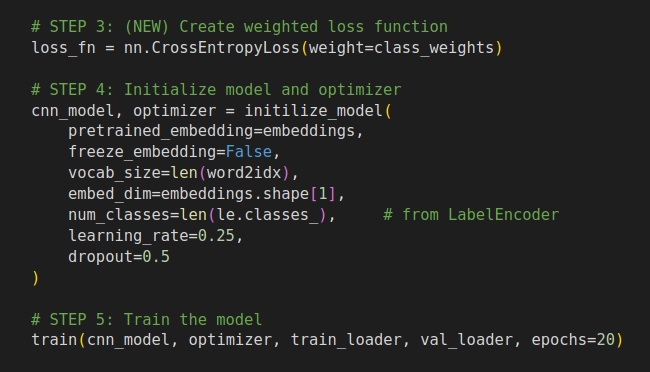 # STEP 3: (NEW) Create weighted loss function
loss_fn = nn.CrossEntropyLoss(weight=class_weights)
# STEP 4: Initialize model and optimizer
cnn_model, optimizer = initilize_model(
    pretrained_embedding=embeddings,
    freeze_embedding=False,
    vocab_size=len(word2idx),
    embed_dim=embeddings.shape[1],
    num_classes=len(le.classes_),     # from LabelEncoder
    learning_rate=0.25,
    dropout=0.5
)
# STEP 5: Train the model
train(cnn_model, optimizer, train_loader, val_loader, epochs=20)